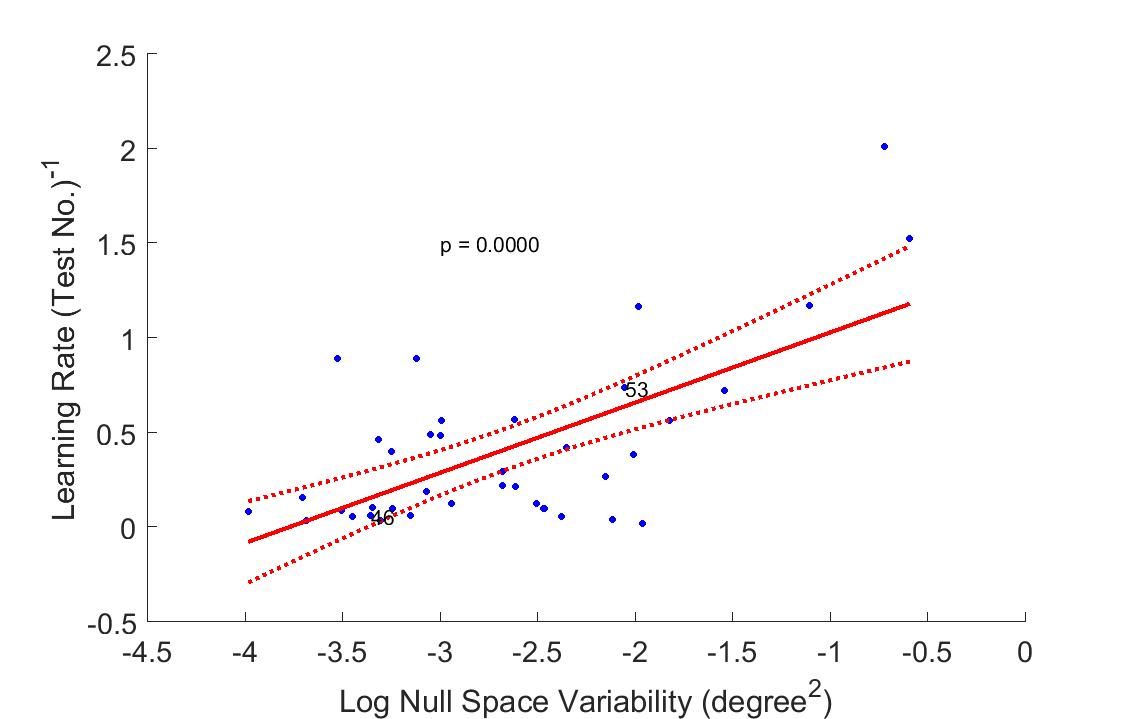 2.5
2
1.5
1
0.5
0
-0.5
Learning Rate (Test No.)⁻¹
p = 0.0000
53
46
-4.5 -4 -3.5 -3 -2.5 -2 -1.5 -1 -0.5 0
Log Null Space Variability (degree²)